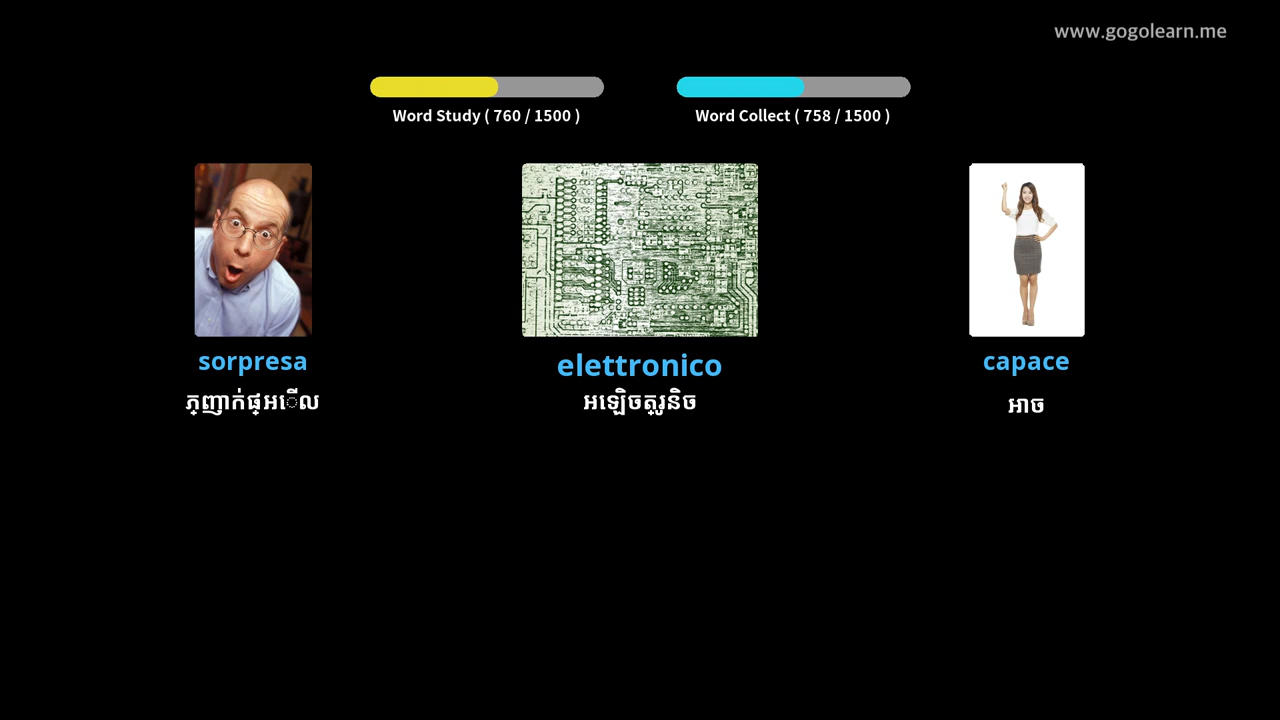 www.gogolearn.me
Word Study ( 760 / 1500 )
Word Collect ( 758 / 1500 )
sorpresa
elettronico
capace
ភ្ញាក់ផ្អើល
អឡិចត្រូនិច
អាច